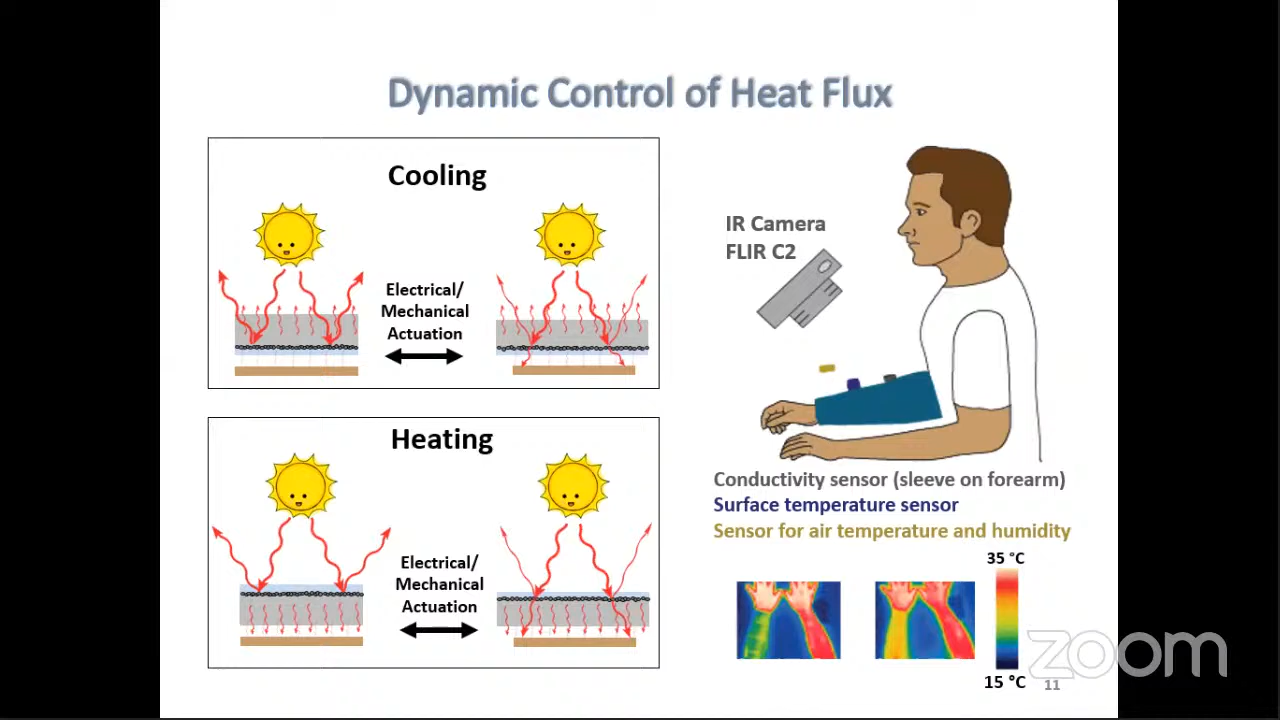 Dynamic Control of Heat Flux
Cooling
Electrical/
Mechanical
Actuation
Heating
Electrical/
Mechanical
Actuation
IR Camera
FLIR C2
Conductivity sensor (sleeve on forearm)
Surface temperature sensor
Sensor for air temperature and humidity
35 °C
15 °C
11
zoom